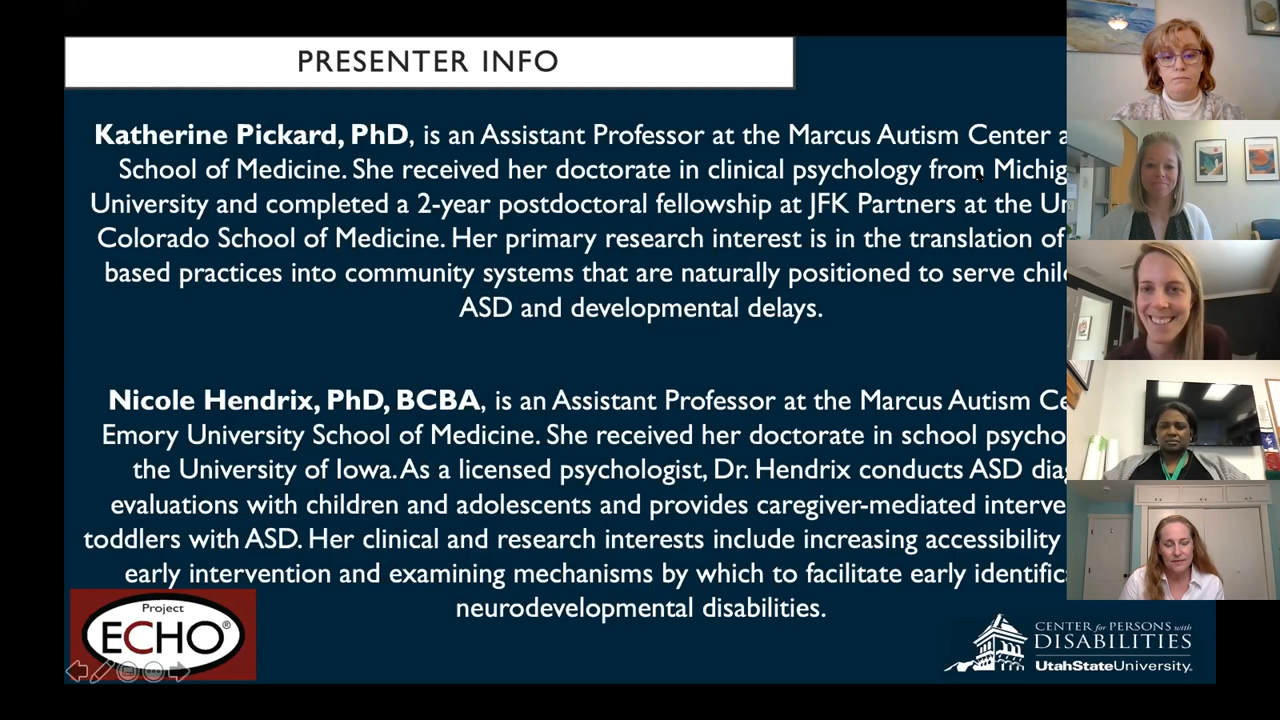 PRESENTER INFO
Katherine Pickard, PhD, is an Assistant Professor at the Marcus Autism Center
School of Medicine. She received her doctorate in clinical psychology from
University and completed a 2-year postdoctoral fellowship at JFK Partners at the
Colorado School of Medicine. Her primary research interest is in the translation of
based practices into community systems that are naturally positioned to serve
ASD and developmental delays.
Nicole Hendrix, PhD, BCBA, is an Assistant Professor at the Marcus Autism
Emory University School of Medicine. She received her doctorate in school
the University of Iowa. As a licensed psychologist, Dr. Hendrix conducts ASD
evaluations with children and adolescents and provides caregiver-mediated
toddlers with ASD. Her clinical and research interests include increasing accessibility
early intervention and examining mechanisms by which to facilitate early
neurodevelopmental disabilities.
Project
ECHO®
CENTER for PERSONS with
DISABILITIES
UtahStateUniversity